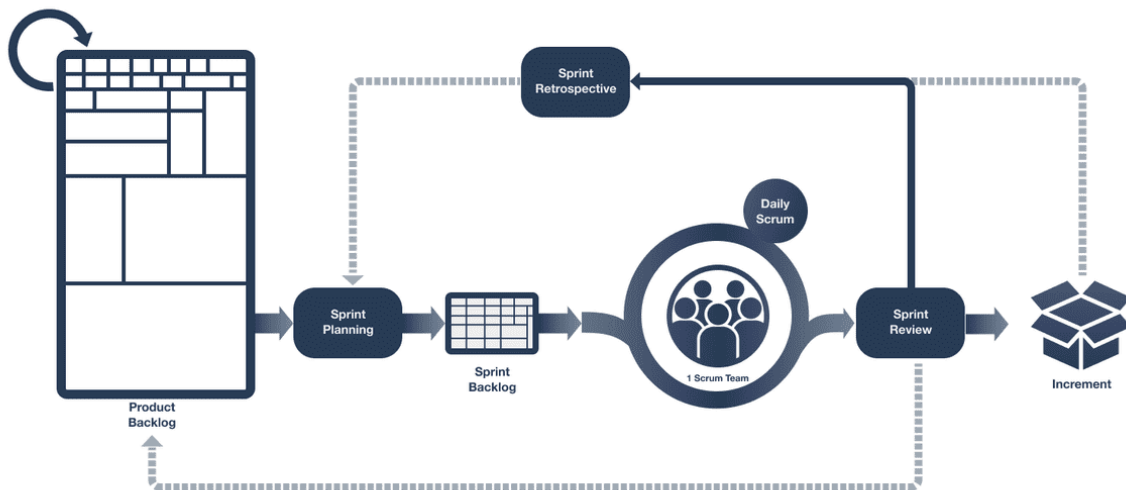 Sprint
Retrospective
Daily
Scrum
Sprint
Planning
Sprint
Backlog
1 Scrum Team
Sprint
Review
Increment
Product
Backlog